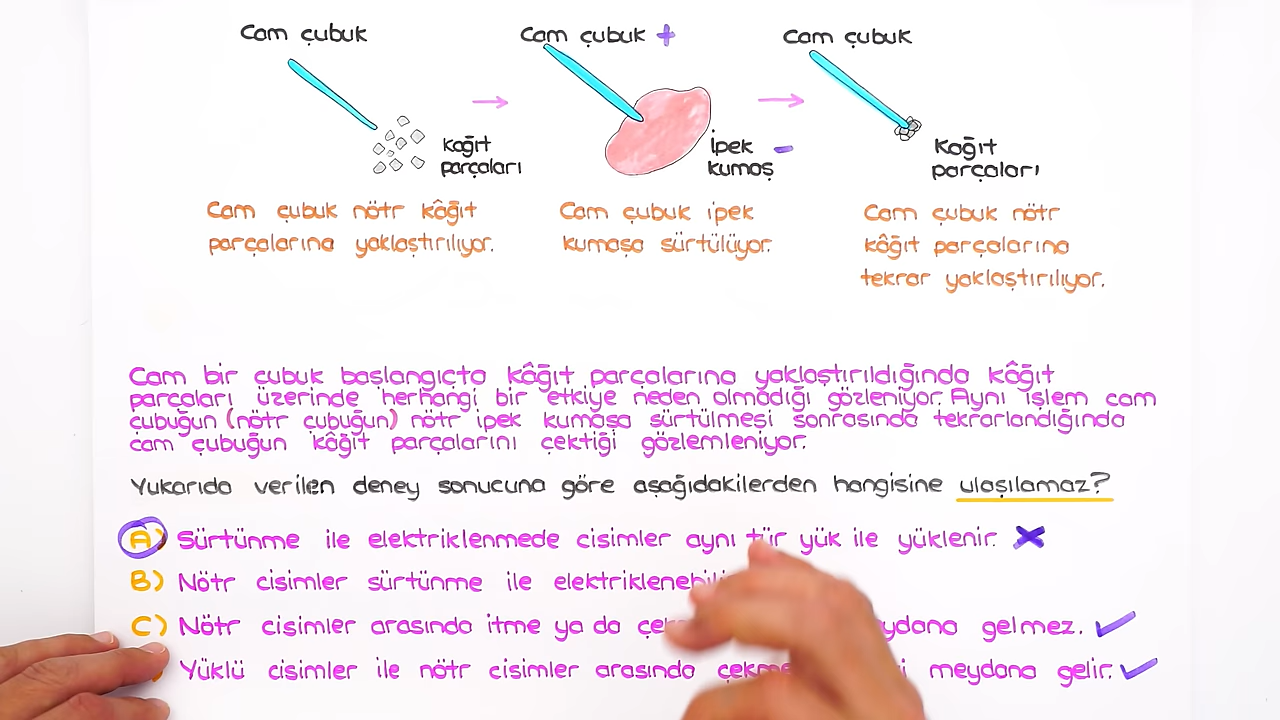 Cam çubuk
Cam çubuk +
Cam çubuk
Kağıt
parçaları
İpek -
kumaş
Kağıt
parçaları
Cam çubuk nötr kâğıt
parçalarına yaklaştırılıyor.
Cam çubuk ipek
kumaşa sürtülüyor.
Cam çubuk nötr
kâğıt parçalarına
tekrar yaklaştırılıyor.
Cam bir çubuk başlangıçta kâğıt parçalarına yaklaştırıldığında kâğıt
parçaları üzerinde herhangi bir etkiye neden olmadığı gözleniyor. Aynı işlem cam
çubuğun (nötr çubuğun) nötr ipek kumaşa sürtülmesi sonrasında tekrarlandığında
cam çubuğun kâğıt parçalarını çektiği gözlemleniyor.
Yukarıda verilen deney sonucuna göre aşağıdakilerden hangisine ulaşılamaz?
A) Sürtünme ile elektriklenmede cisimler aynı tür yük ile yüklenir.
B) Nötr cisimler sürtünme ile
C) Nötr cisimler arasında itme ya da gelmez.
Yüklü cisimler ile nötr cisimler arasında meydana gelir.